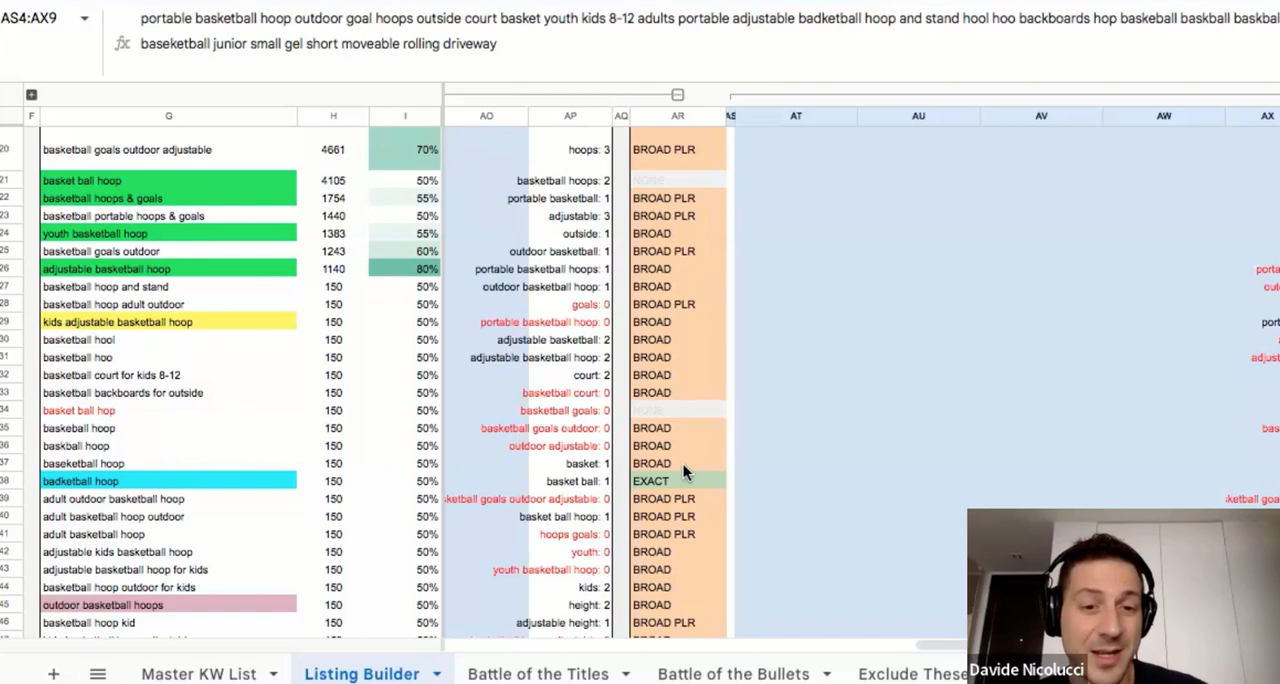 AS4:AX9
portable basketball hoop outdoor goal hoops outside court basket youth kids 8-12 adults portable adjustable badketball hoop and stand hool hoo backboards hop baskeball baskball
baseketball junior small gel short moveable rolling driveway
F G H I AO AP AQ AR AS AT AU AV AW AX
20 basketball goals outdoor adjustable 4661 70% hoops: 3 BROAD PLR
21 basket ball hoop 4105 50% basketball hoops: 2 NONE
22 basketball hoops & goals 1754 55% portable basketball: 1 BROAD PLR
23 basketball portable hoops & goals 1440 50% adjustable: 3 BROAD PLR
24 youth basketball hoop 1383 55% outside: 1 BROAD
25 basketball goals outdoor 1243 60% outdoor basketball: 1 BROAD PLR
26 adjustable basketball hoop 1140 80% portable basketball hoops: 1 BROAD
27 basketball hoop and stand 150 50% outdoor basketball hoop: 1 BROAD
28 basketball hoop adult outdoor 150 50% goals: 0 BROAD PLR
29 kids adjustable basketball hoop 150 50% portable basketball hoop: 0 BROAD
30 basketball hool 150 50% adjustable basketball: 2 BROAD
31 basketball hoo 150 50% adjustable basketball hoop: 2 BROAD
32 basketball court for kids 8-12 150 50% court: 2 BROAD
33 basketball backboards for outside 150 50% basketball court: 0 BROAD
34 basket ball hop 150 50% basketball goals: 0 NONE
35 baskeball hoop 150 50% basketball goals outdoor: 0 BROAD
36 baskball hoop 150 50% outdoor adjustable: 0 BROAD
37 baseketball hoop 150 50% basket: 1 BROAD
38 badketball hoop 150 50% basket ball: 1 EXACT
39 adult outdoor basketball hoop 150 50% goals outdoor adjustable: 0 BROAD PLR
40 adult basketball hoop outdoor 150 50% basket ball hoop: 1 BROAD PLR
41 adult basketball hoop 150 50% hoops goals: 0 BROAD PLR
42 adjustable kids basketball hoop 150 50% youth: 0 BROAD
43 adjustable basketball hoop for kids 150 50% youth basketball hoop: 0 BROAD
44 basketball hoop outdoor for kids 150 50% kids: 2 BROAD
45 outdoor basketball hoops 150 50% height: 2 BROAD
46 basketball hoop kid 150 50% adjustable height: 1 BROAD PLR
Davide Nicolucci
Master KW List Listing Builder Battle of the Titles Battle of the Bullets Exclude These